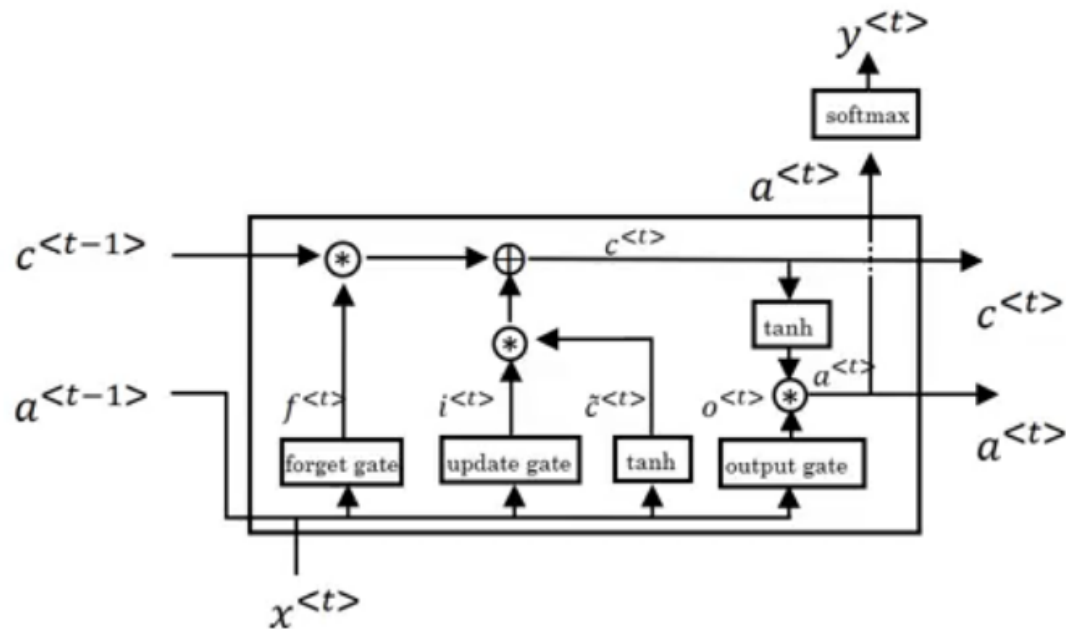 y<t>
softmax
a<t>
c<t-1>
c<t>
tanh
c<t>
a<t-1>
f<t>
i<t>
c̃<t>
o<t>
a<t>
a<t>
forget gate
update gate
tanh
output gate
x<t>